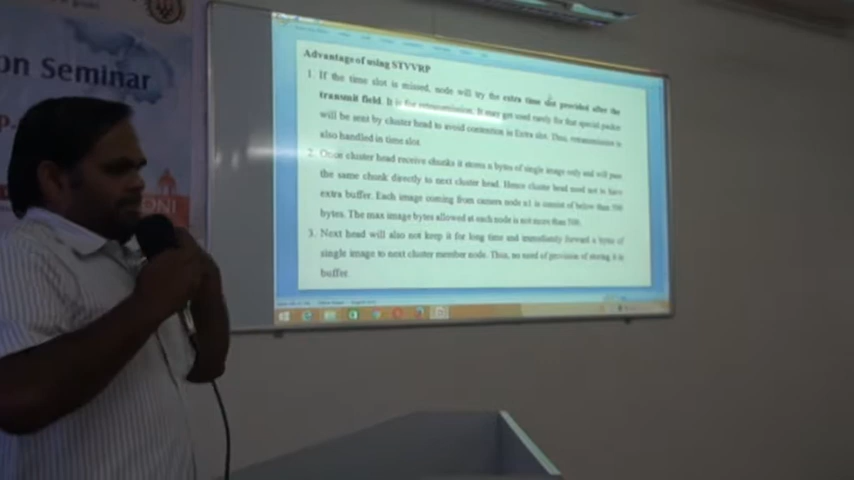 on Seminar
P-
ONI
Advantage of using STVVRP
1. If the time slot is missed, node will try the extra time slot provided after the
transmit field. It is for retransmission. It may get used rarely for that special packet
will be sent by cluster head to avoid contention in Extra slot. Thus, retransmission is
also handled in time slot.
2. Once cluster head receive chunks it stores n bytes of single image only and will pass
the same chunk directly to next cluster head. Hence cluster head need not to have
extra buffer. Each image coming from camera node n1 is consist of below than 500
bytes. The max image bytes allowed at each node is not more than 500.
3. Next head will also not keep it for long time and immediately forward n bytes of
single image to next cluster member node. Thus, no need of provision of storing it in
buffer.